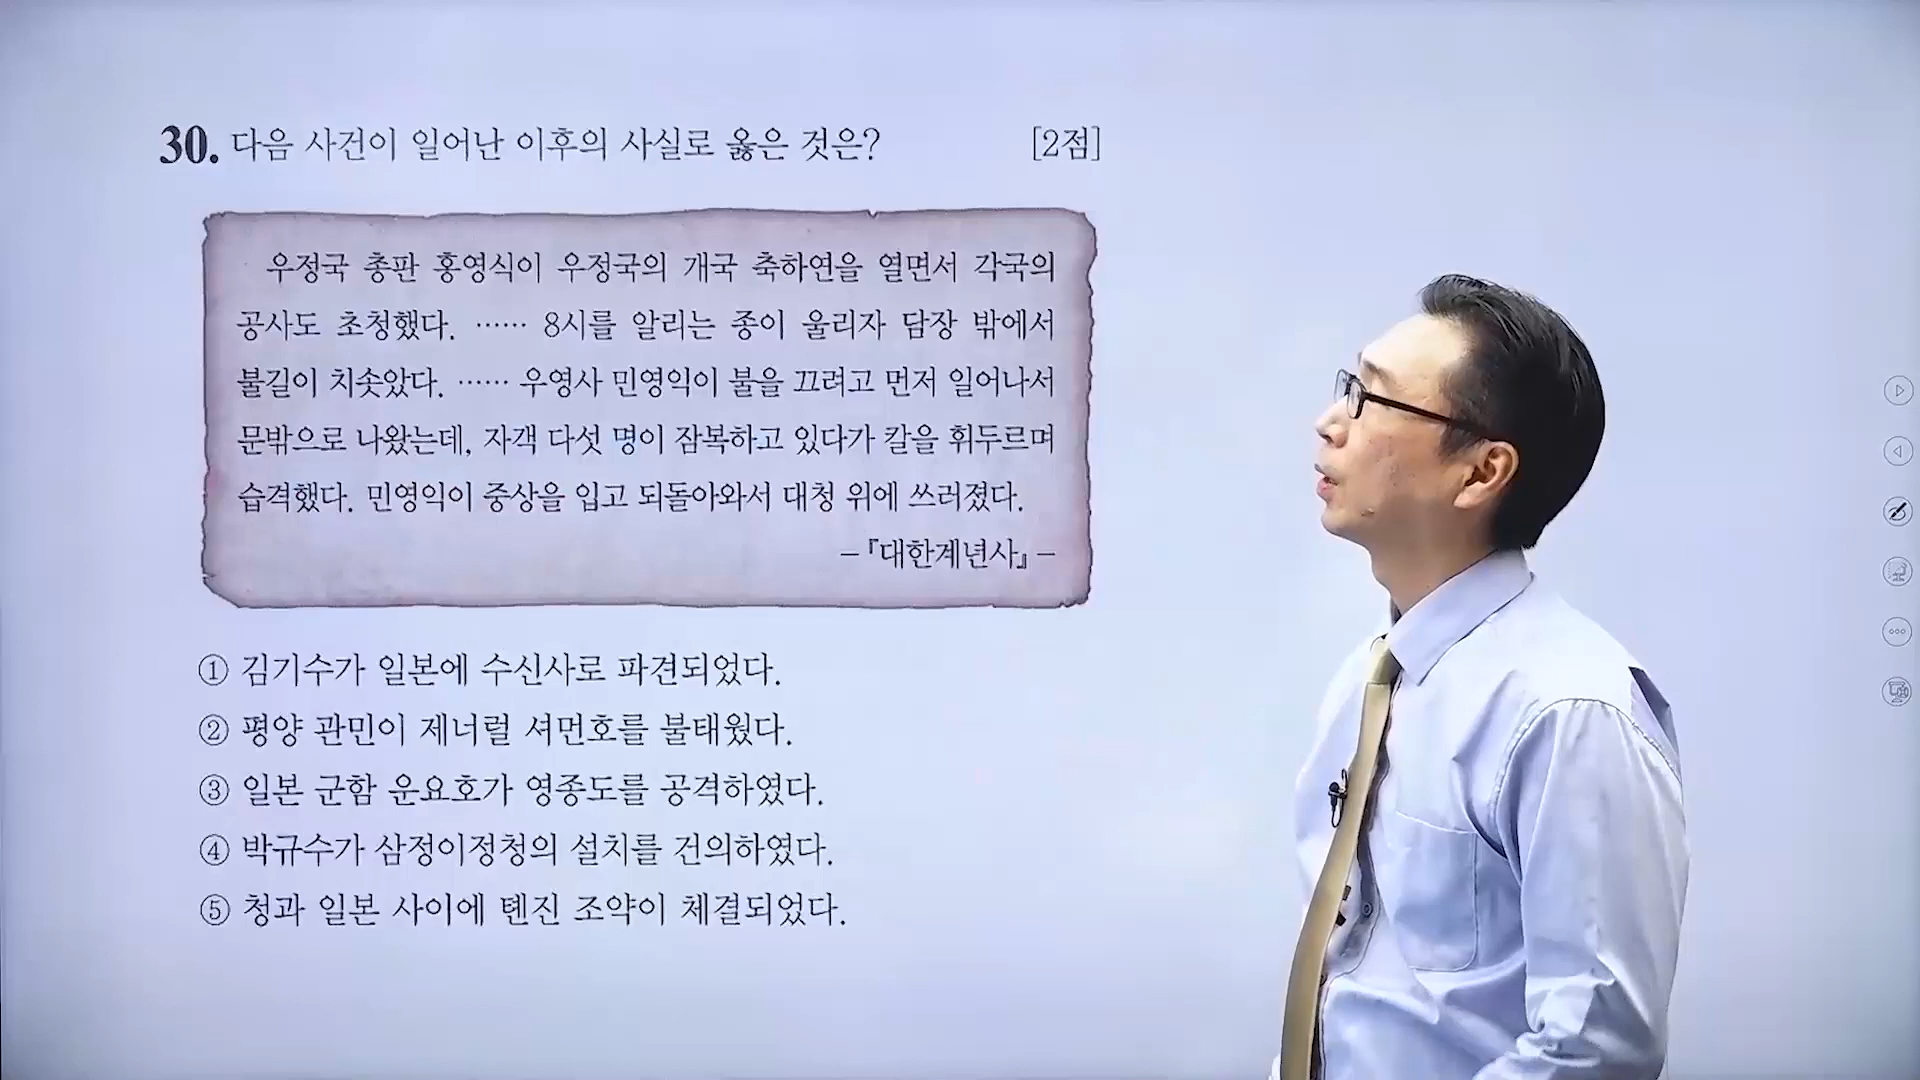 30. 다음 사건이 일어난 이후의 사실로 옳은 것은? [2점]
우정국 총판 홍영식이 우정국의 개국 축하연을 열면서 각국의
공사도 초청했다. …… 8시를 알리는 종이 울리자 담장 밖에서
불길이 치솟았다. …… 우영사 민영익이 불을 끄려고 먼저 일어나서
문밖으로 나왔는데, 자객 다섯 명이 잠복하고 있다가 칼을 휘두르며
습격했다. 민영익이 중상을 입고 되돌아와서 대청 위에 쓰러졌다.
–『대한계년사』–
① 김기수가 일본에 수신사로 파견되었다.
② 평양 관민이 제너럴 셔먼호를 불태웠다.
③ 일본 군함 운요호가 영종도를 공격하였다.
④ 박규수가 삼정이정청의 설치를 건의하였다.
⑤ 청과 일본 사이에 톈진 조약이 체결되었다.